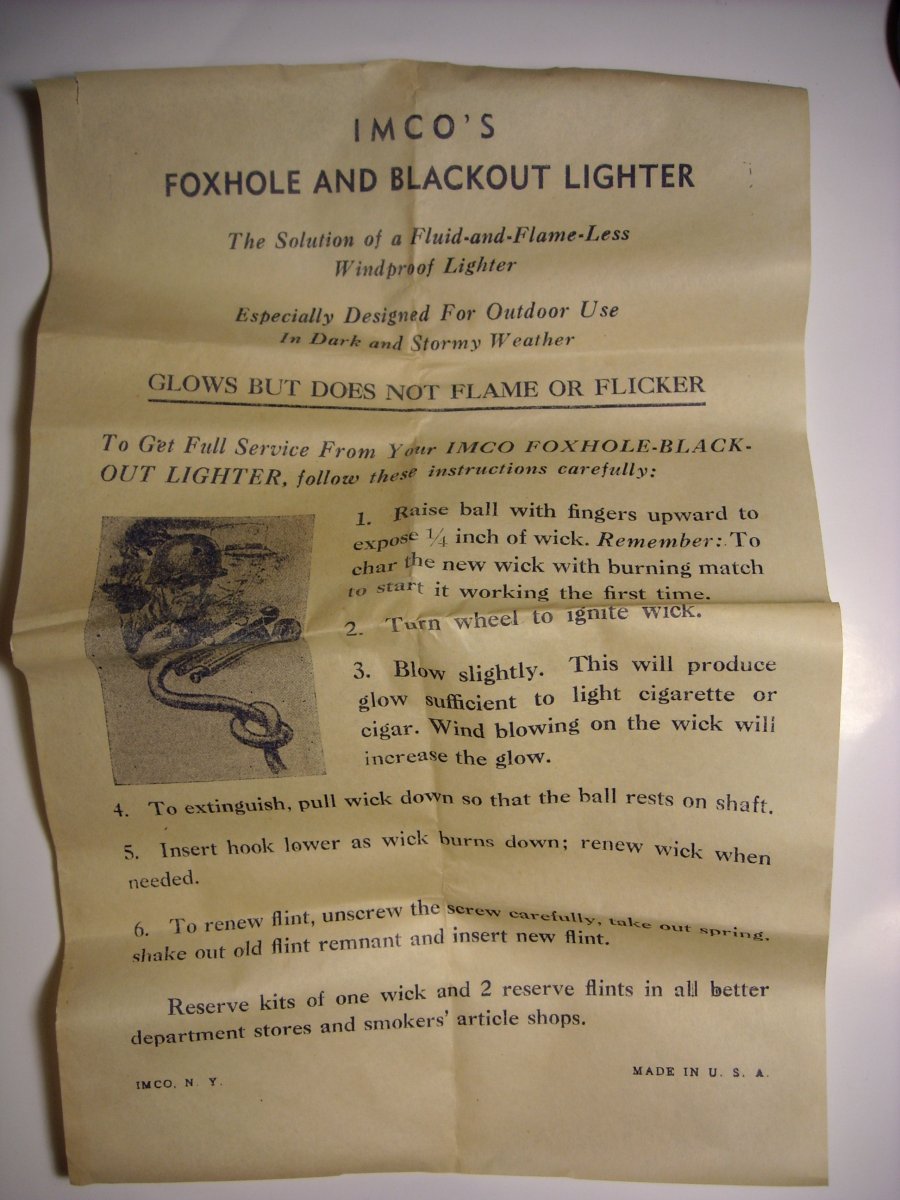 IMCO'S
FOXHOLE AND BLACKOUT LIGHTER
The Solution of a Fluid-and-Flame-Less
Windproof Lighter
Especially Designed For Outdoor Use
In Dark and Stormy Weather
GLOWS BUT DOES NOT FLAME OR FLICKER
To Get Full Service From Your IMCO FOXHOLE-BLACK-
OUT LIGHTER, follow these instructions carefully:
1. Raise ball with fingers upward to
expose 1/4 inch of wick. Remember: To
char the new wick with burning match
to start it working the first time.
2. Turn wheel to ignite wick.
3. Blow slightly. This will produce
glow sufficient to light cigarette or
cigar. Wind blowing on the wick will
increase the glow.
4. To extinguish, pull wick down so that the ball rests on shaft.
5. Insert hook lower as wick burns down; renew wick when
needed.
6. To renew flint, unscrew the screw carefully, take out spring,
shake out old flint remnant and insert new flint.
Reserve kits of one wick and 2 reserve flints in all better
department stores and smokers' article shops.
IMCO, N. Y.
MADE IN U. S. A.